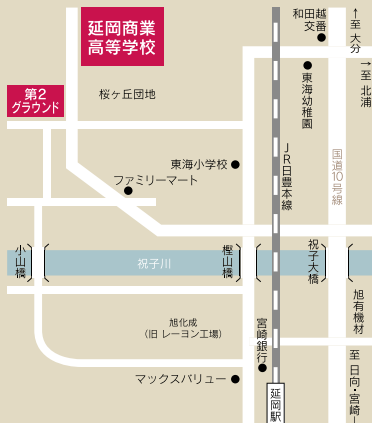 延岡商業
高等学校
和田越
交番
←至 大分
→至 北浦
第2
グラウンド
桜ヶ丘団地
東海幼稚園
JR日豊本線
国道10号線
東海小学校
ファミリーマート
小山橋
樫山橋
祝子大橋
祝子川
旭有機材
旭化成
(旧 レーヨン工場)
宮崎銀行
至 日向・宮崎
マックスバリュー
延岡駅